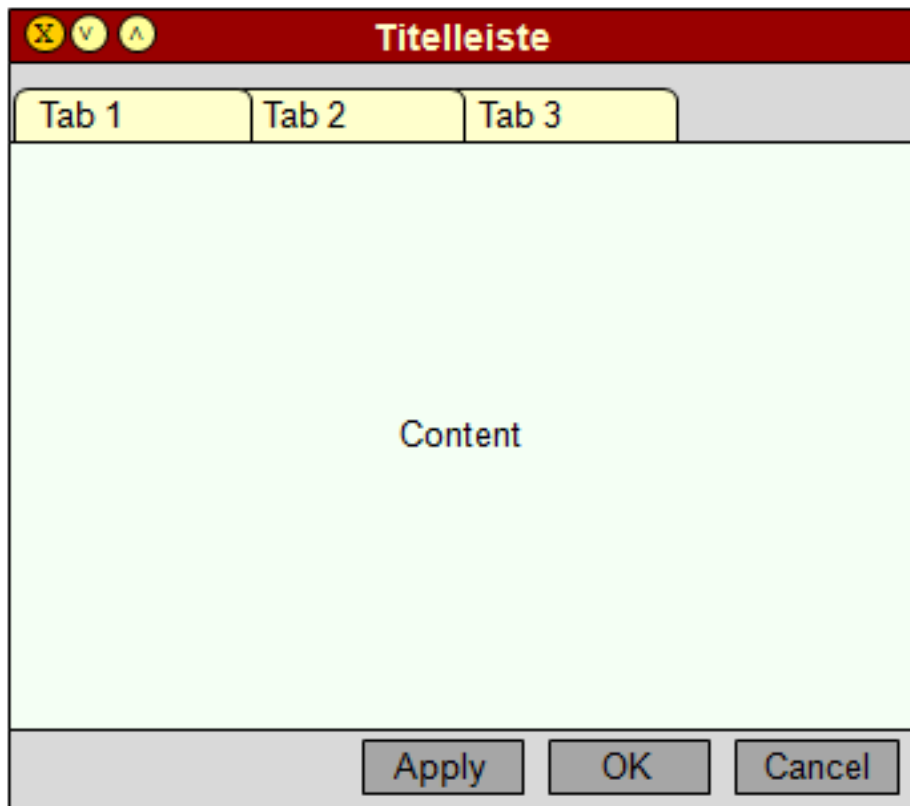 X v ʌ Titelleiste
Tab 1 Tab 2 Tab 3
Content
Apply OK Cancel